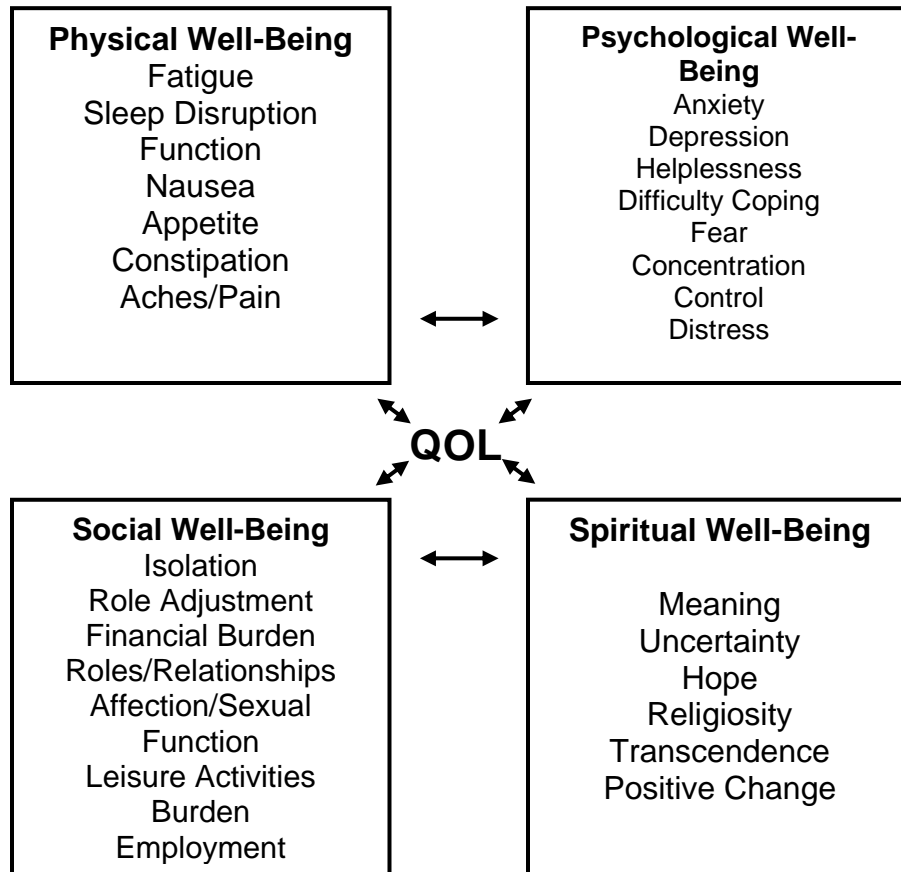 Physical Well-Being
Fatigue
Sleep Disruption
Function
Nausea
Appetite
Constipation
Aches/Pain
Psychological Well-
Being
Anxiety
Depression
Helplessness
Difficulty Coping
Fear
Concentration
Control
Distress
QOL
Social Well-Being
Isolation
Role Adjustment
Financial Burden
Roles/Relationships
Affection/Sexual
Function
Leisure Activities
Burden
Employment
Spiritual Well-Being
Meaning
Uncertainty
Hope
Religiosity
Transcendence
Positive Change